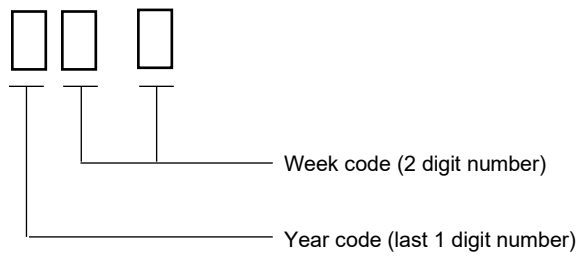 Week code (2 digit number)
Year code (last 1 digit number)